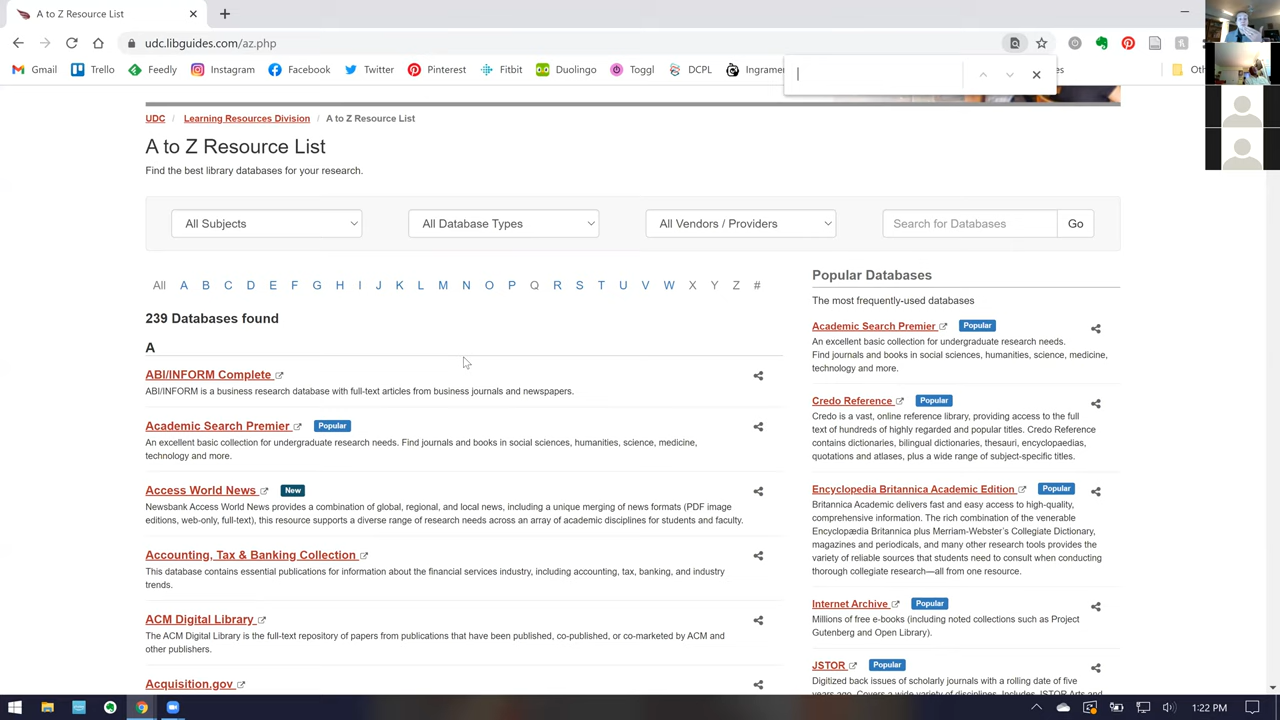 A to Z Resource List
udc.libguides.com/az.php
Gmail
Trello
Feedly
Instagram
Facebook
Twitter
Pinterest
Fitbit
Duolingo
Toggl
DCPL
Ingram
UDC / Learning Resources Division / A to Z Resource List
A to Z Resource List
Find the best library databases for your research.
All Subjects
All Database Types
All Vendors / Providers
Search for Databases
Go
All A B C D E F G H I J K L M N O P Q R S T U V W X Y Z #
239 Databases found
A
ABI/INFORM Complete
ABI/INFORM is a business research database with full-text articles from business journals and newspapers.
Academic Search Premier Popular
An excellent basic collection for undergraduate research needs. Find journals and books in social sciences, humanities, science, medicine,
technology and more.
Access World News New
Newsbank Access World News provides a combination of global, regional, and local news, including a unique merging of news formats (PDF image
editions, web-only, full-text), this resource supports a diverse range of research needs across an array of academic disciplines for students and faculty.
Accounting, Tax & Banking Collection
This database contains essential publications for information about the financial services industry, including accounting, tax, banking, and industry
trends.
ACM Digital Library
The ACM Digital Library is the full-text repository of papers from publications that have been published, co-published, or co-marketed by ACM and
other publishers.
Acquisition.gov
Popular Databases
The most frequently-used databases
Academic Search Premier Popular
An excellent basic collection for undergraduate research needs.
Find journals and books in social sciences, humanities, science, medicine,
technology and more.
Credo Reference Popular
Credo is a vast, online reference library, providing access to the full
text of hundreds of highly regarded and popular titles. Credo Reference
contains dictionaries, bilingual dictionaries, thesauri, encyclopaedias,
quotations and atlases, plus a wide range of subject-specific titles.
Encyclopedia Britannica Academic Edition Popular
Britannica Academic delivers fast and easy access to high-quality,
comprehensive information. The rich combination of the venerable
Encyclopædia Britannica plus Merriam-Webster's Collegiate Dictionary,
magazines and periodicals, and many other research tools provides the
variety of reliable sources that students need to consult when conducting
thorough collegiate research—all from one resource.
Internet Archive Popular
Millions of free e-books (including noted collections such as Project
Gutenberg and Open Library).
JSTOR Popular
Digitized back issues of scholarly journals with a rolling date of five
years ago. Covers a wide variety of disciplines. Includes JSTOR Arts and
1:22 PM